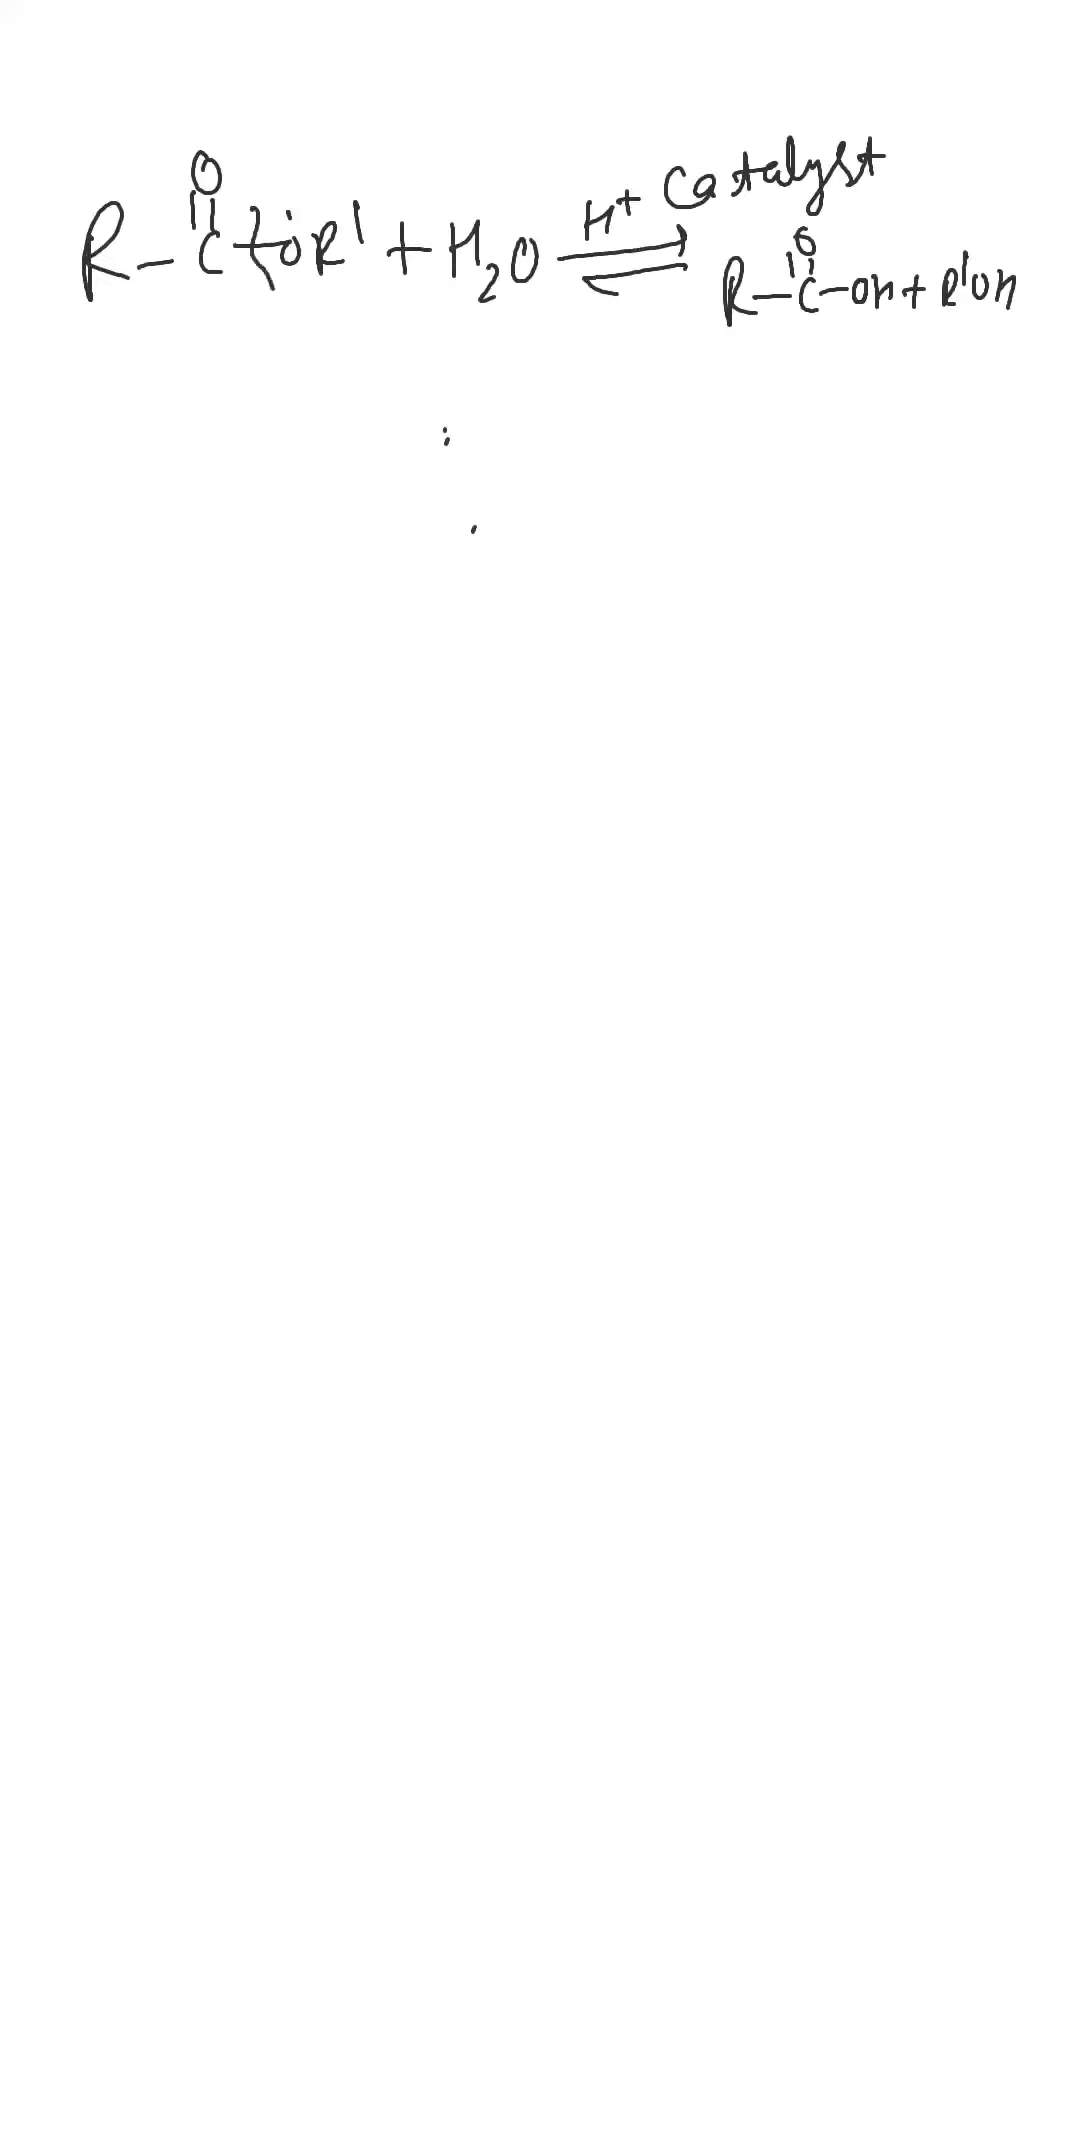 O
R-C-OR' + H₂O ⇌ H⁺ Catalyst
O
R-C-OH + R'OH